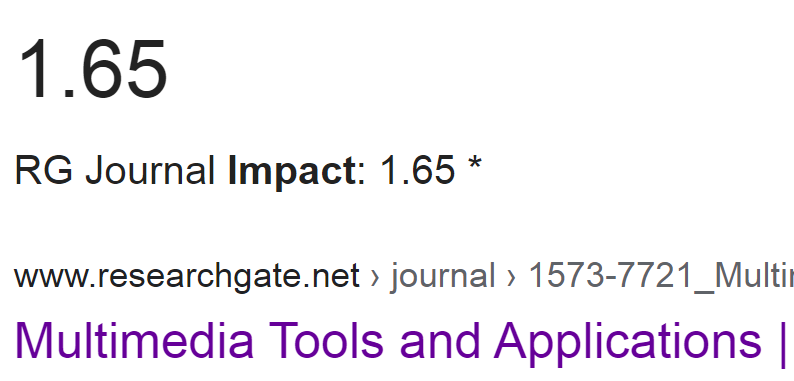 1.65
RG Journal Impact: 1.65 *
www.researchgate.net › journal › 1573-7721_Multi
Multimedia Tools and Applications |